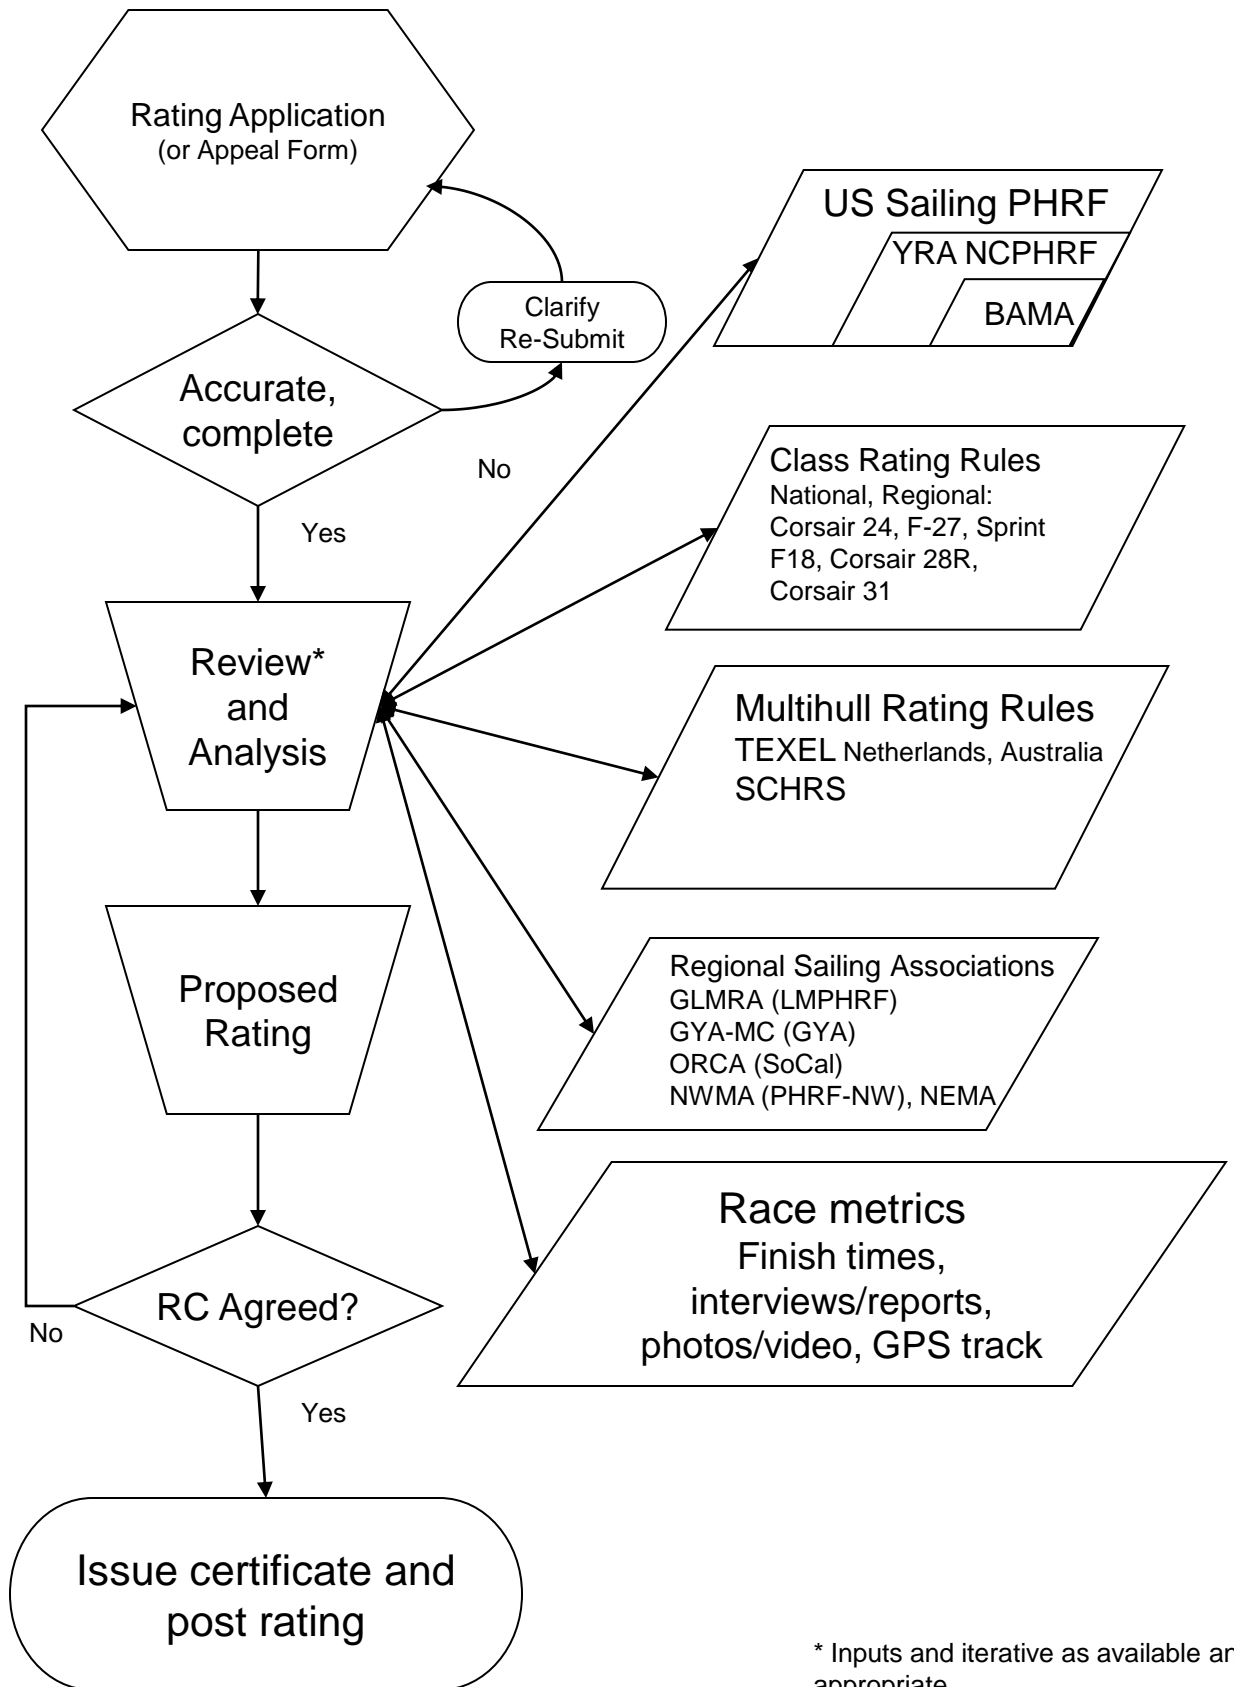 Rating Application
(or Appeal Form)
Clarify
Re-Submit
Accurate,
complete
No
Yes
Review*
and
Analysis
Proposed
Rating
RC Agreed?
No
Yes
Issue certificate and
post rating
US Sailing PHRF
YRA NCPHRF
BAMA
Class Rating Rules
National, Regional:
Corsair 24, F-27, Sprint
F18, Corsair 28R,
Corsair 31
Multihull Rating Rules
TEXEL Netherlands, Australia
SCHRS
Regional Sailing Associations
GLMRA (LMPHRF)
GYA-MC (GYA)
ORCA (SoCal)
NWMA (PHRF-NW), NEMA
Race metrics
Finish times,
interviews/reports,
photos/video, GPS track
* Inputs and iterative as available
appropriate